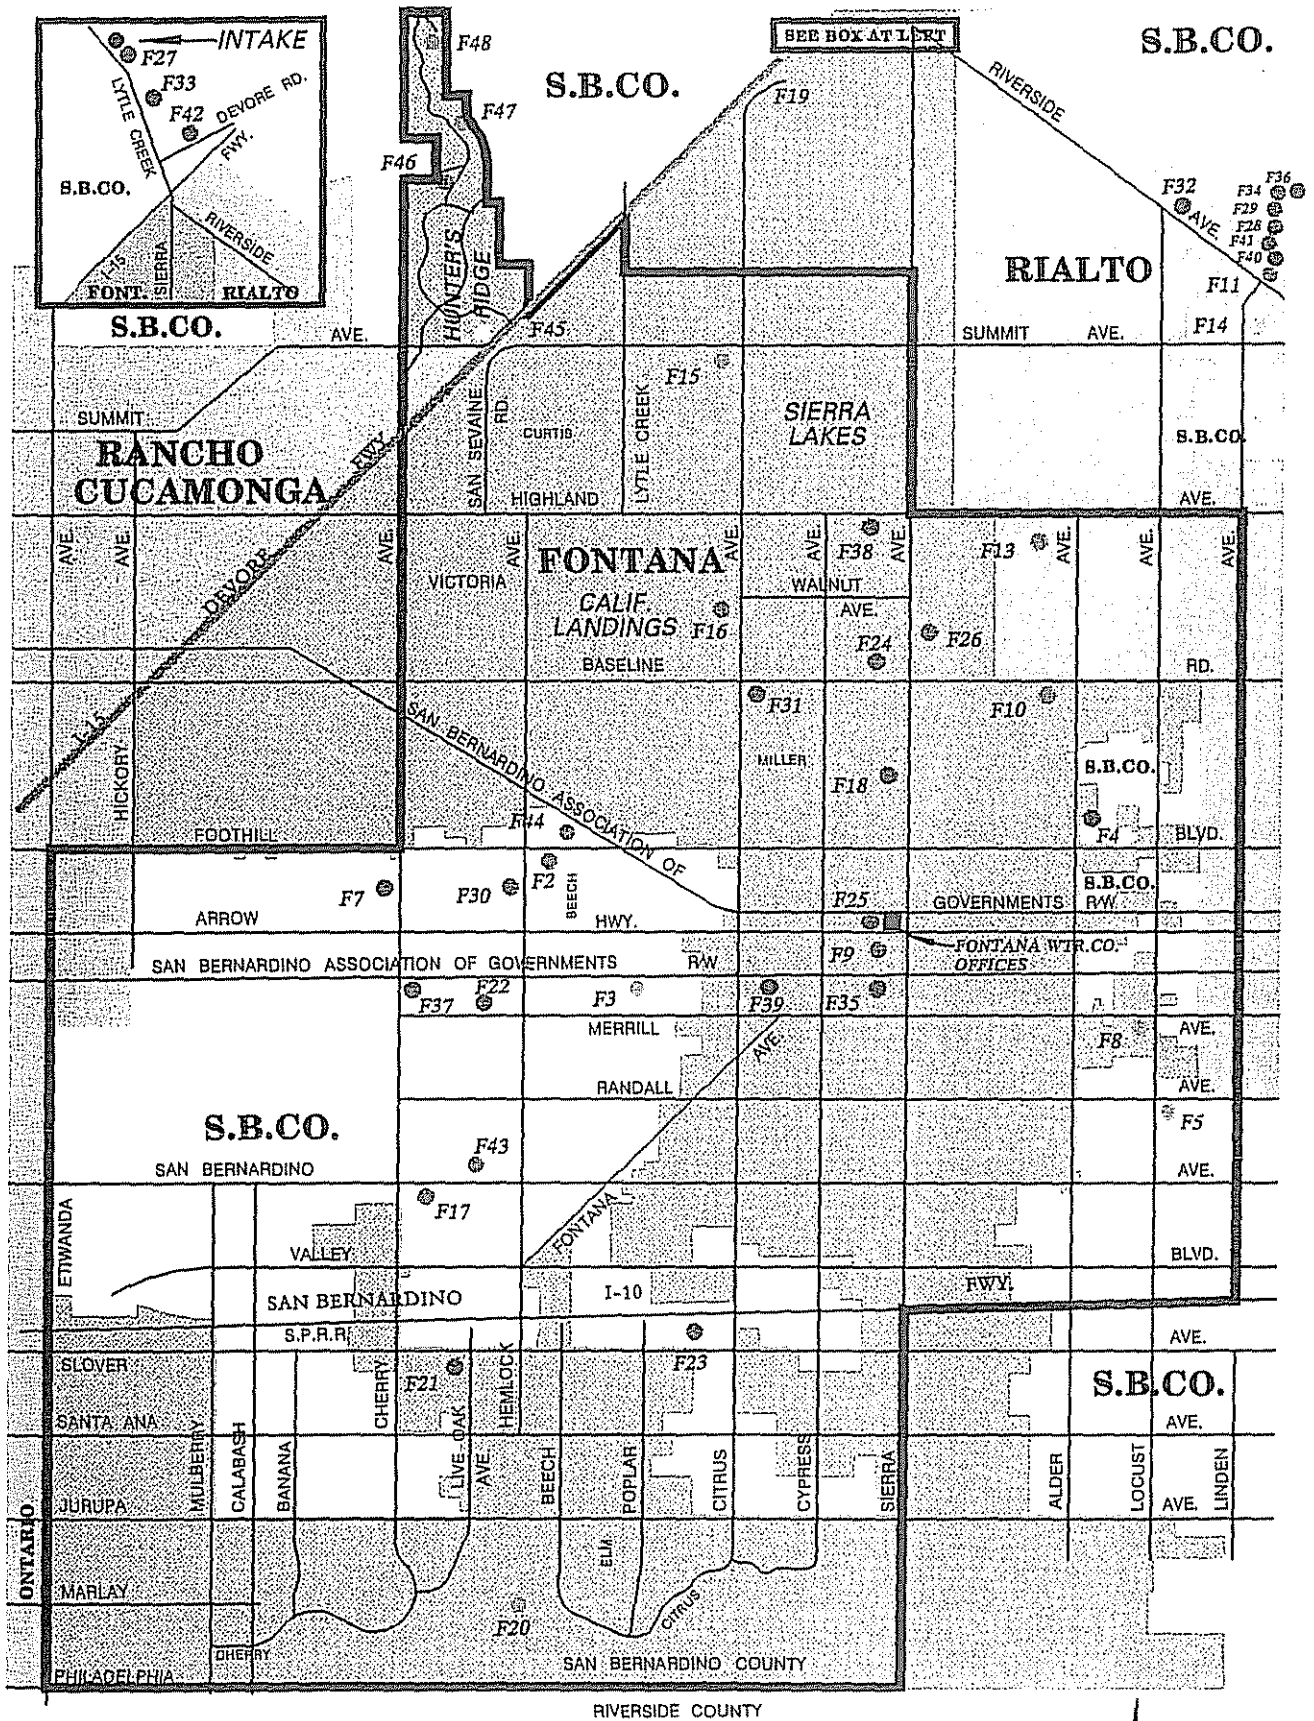 SEE BOX AT LEFT
S.B.CO.
INTAKE
F27
F33
F42
DEVORE RD.
LYTLE CREEK
FWY.
S.B.CO.
RIVERSIDE
I-15
SIERRA
FONT.
RIALTO
F48
S.B.CO.
F47
F46
F19
RIVERSIDE
AVE
F32
F36
F34
F29
F28
F41
F40
F11
F14
HUNTER'S
RIDGE
F45
RIALTO
S.B.CO.
AVE.
SUMMIT
AVE.
SUMMIT
F15
SIERRA
LAKES
SAN SEVAINE
RD.
CURTIS
LYTLE CREEK
S.B.CO.
RANCHO
CUCAMONGA
FWY.
HIGHLAND
AVE.
AVE.
AVE.
AVE.
AVE.
AVE.
AVE.
AVE.
AVE.
AVE.
AVE.
DEVORE
FONTANA
F38
F13
VICTORIA
CALIF.
LANDINGS
WALNUT
AVE.
F16
F24
F26
BASELINE
RD.
I-15
SAN BERNARDINO ASSOCIATION OF
F31
F10
HICKORY
MILLER
S.B.CO.
F18
FOOTHILL
F44
F4
BLVD.
F7
F30
F2
BEECH
S.B.CO.
ARROW
HWY.
F25
GOVERNMENTS R/W
FONTANA WTR.CO.
OFFICES
F9
SAN BERNARDINO ASSOCIATION OF GOVERNMENTS
R/W
F37
F22
F3
F39
F35
MERRILL
AVE.
F8
AVE.
RANDALL
AVE.
S.B.CO.
F5
F43
SAN BERNARDINO
AVE.
F17
ETIWANDA
FONTANA
VALLEY
BLVD.
SAN BERNARDINO
I-10
FWY.
S.P.R.R.
AVE.
SLOVER
F21
F23
S.B.CO.
SANTA ANA
AVE.
CHERRY
HEMLOCK
MULBERRY
CALABASH
BANANA
LIVE-OAK
AVE.
BEECH
POPLAR
CITRUS
CYPRESS
SIERRA
ALDER
LOCUST
LINDEN
JURUPA
AVE.
ONTARIO
ELM
MARLAY
F20
CITRUS
CHERRY
SAN BERNARDINO COUNTY
PHILADELPHIA
RIVERSIDE COUNTY